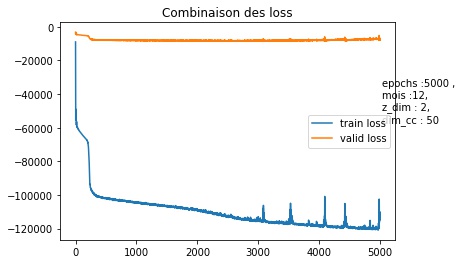 Combinaison des loss
0
−20000
−40000
−60000
−80000
−100000
−120000
epochs :5000 ,
mois :12,
z_dim : 2,
dim_cc : 50
train loss
valid loss
0
1000
2000
3000
4000
5000